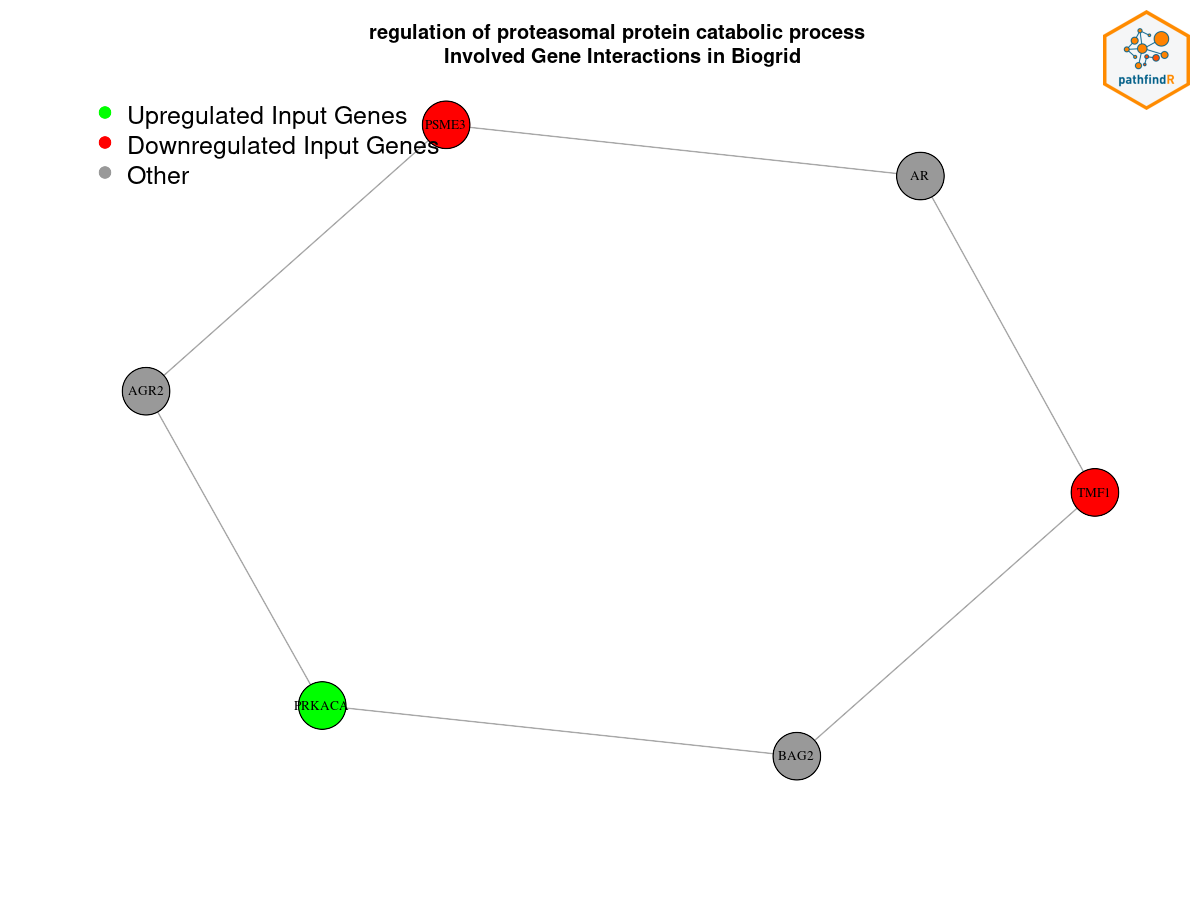 regulation of proteasomal protein catabolic process
Involved Gene Interactions in Biogrid
pathfindR
Upregulated Input Genes
Downregulated Input Genes
Other
PSME3
AR
AGR2
TMF1
PRKACA
BAG2